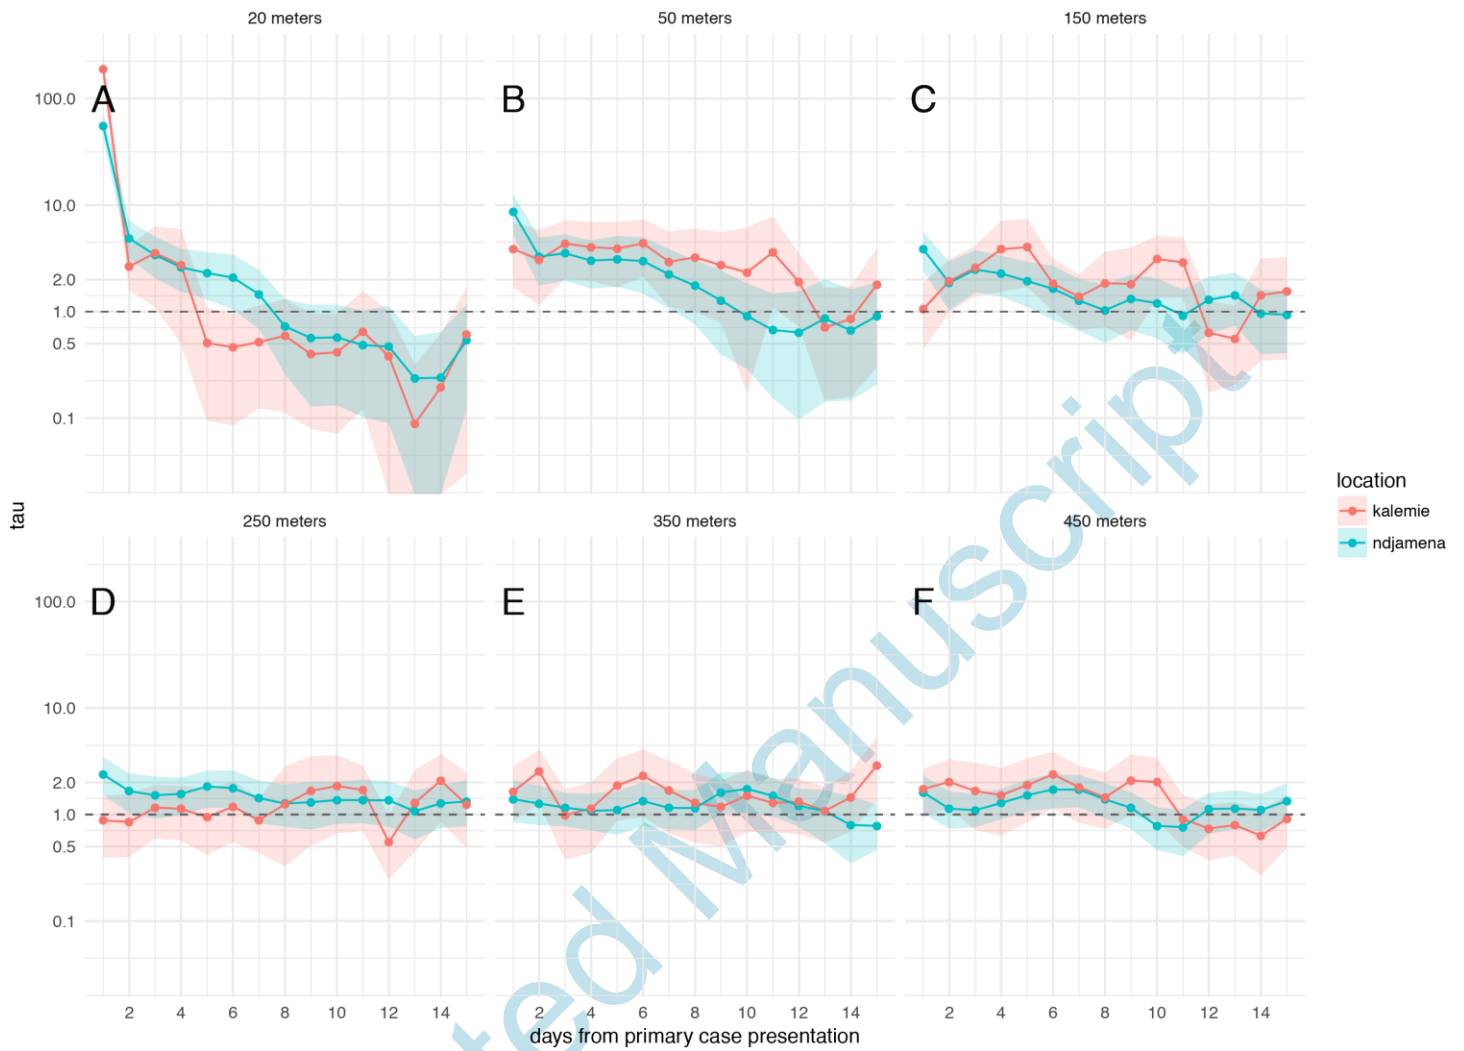 20 meters
50 meters
150 meters
A
B
C
100.0
10.0
2.0
1.0
0.5
0.1
tau
250 meters
350 meters
450 meters
D
E
F
100.0
10.0
2.0
1.0
0.5
0.1
2 4 6 8 10 12 14
2 4 6 8 10 12 14
2 4 6 8 10 12 14
days from primary case presentation
location
kalemie
ndjamena
ted Manuscript